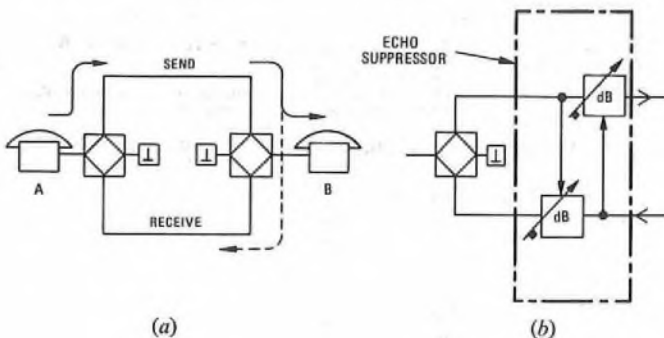 SEND
A
B
RECEIVE
(a)
ECHO
SUPPRESSOR
dB
dB
(b)